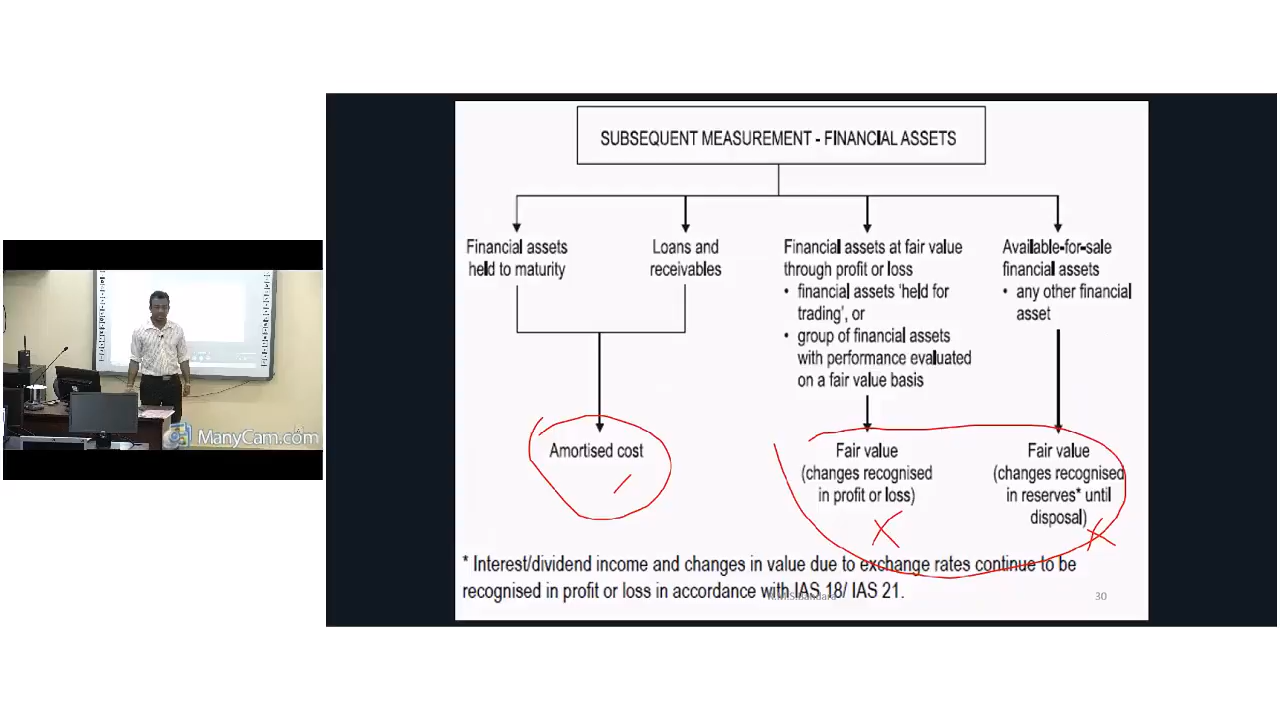 SUBSEQUENT MEASUREMENT - FINANCIAL ASSETS
Financial assets
held to maturity
Loans and
receivables
Financial assets at fair value
through profit or loss
• financial assets 'held for
trading', or
• group of financial assets
with performance evaluated
on a fair value basis
Available-for-sale
financial assets
• any other financial
asset
Amortised cost
Fair value
(changes recognised
in profit or loss)
Fair value
(changes recognised
in reserves* until
disposal)
* Interest/dividend income and changes in value due to exchange rates continue to be
recognised in profit or loss in accordance with IAS 18/ IAS 21.
30
ManyCam.com